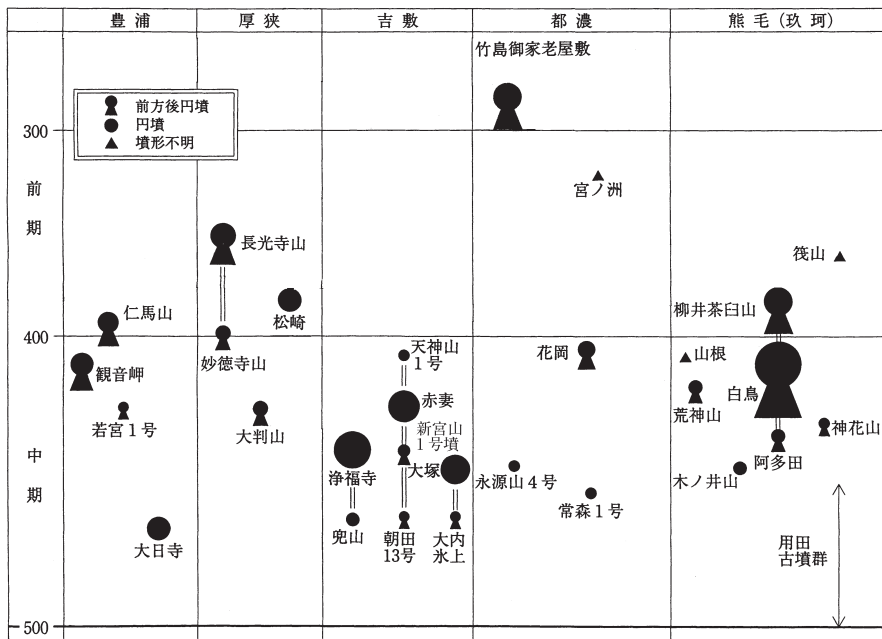 豊浦
厚狭
吉敷
都濃
熊毛(玖珂)
前方後円墳
円墳
墳形不明
300
前
期
400
中
期
500
仁馬山
観音岬
若宮1号
大日寺
長光寺山
松崎
妙徳寺山
大判山
天神山
1号
赤妻
新宮山
1号墳
大塚
浄福寺
兜山
朝田
13号
大内
氷上
竹島御家老屋敷
宮ノ洲
花岡
永源山4号
常森1号
筏山
柳井茶臼山
山根
白鳥
荒神山
神花山
阿多田
木ノ井山
用田
古墳群